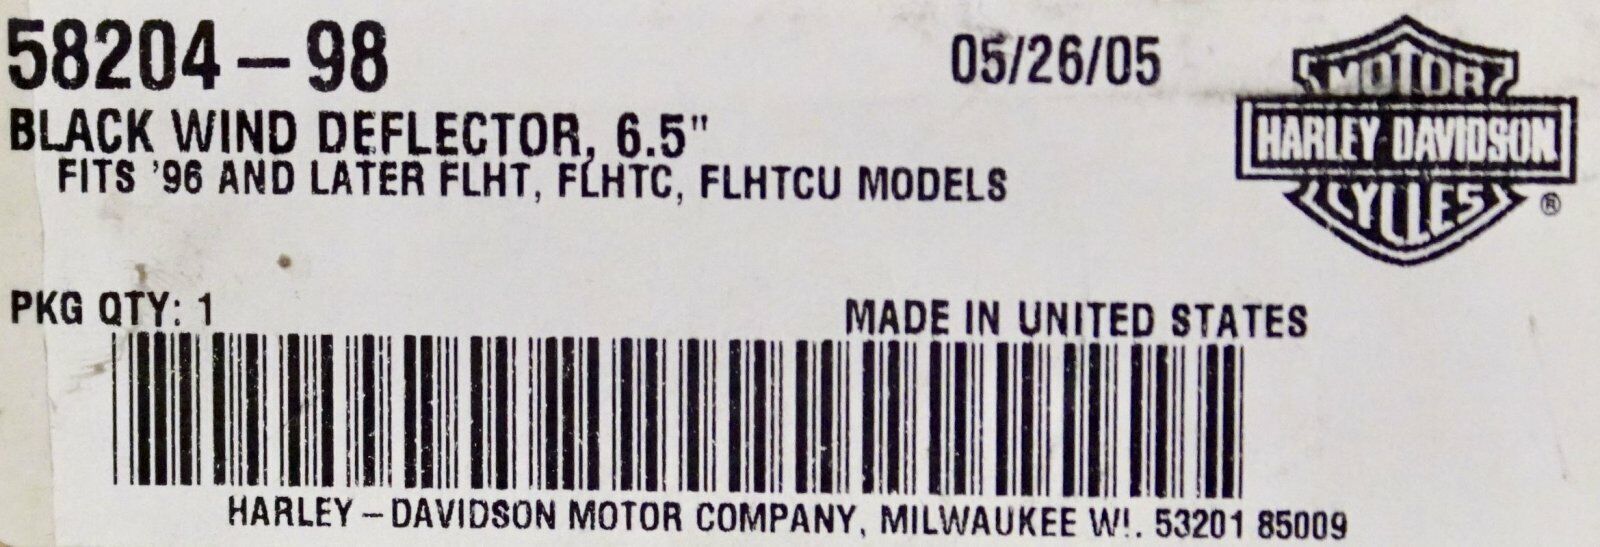 58204-98
05/26/05
BLACK WIND DEFLECTOR, 6.5"
FITS '96 AND LATER FLHT, FLHTC, FLHTCU MODELS
MOTOR
HARLEY-DAVIDSON
CYCLES
®
PKG QTY: 1
MADE IN UNITED STATES
HARLEY-DAVIDSON MOTOR COMPANY, MILWAUKEE WI. 53201 85009